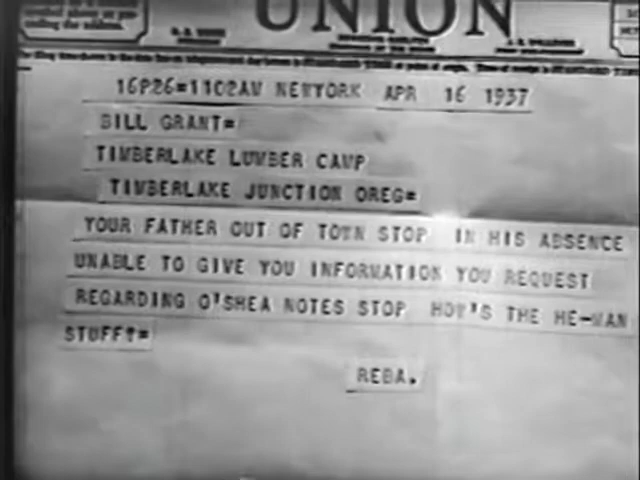 UNION
16P26=1102AM NEWYORK APR 16 1937
BILL GRANT=
TIMBERLAKE LUMBER CAMP
TIMBERLAKE JUNCTION OREG=
YOUR FATHER OUT OF TOWN STOP IN HIS ABSENCE
UNABLE TO GIVE YOU INFORMATION YOU REQUEST
REGARDING O'SHEA NOTES STOP HOW'S THE HE-MAN
STUFF?=
REBA.